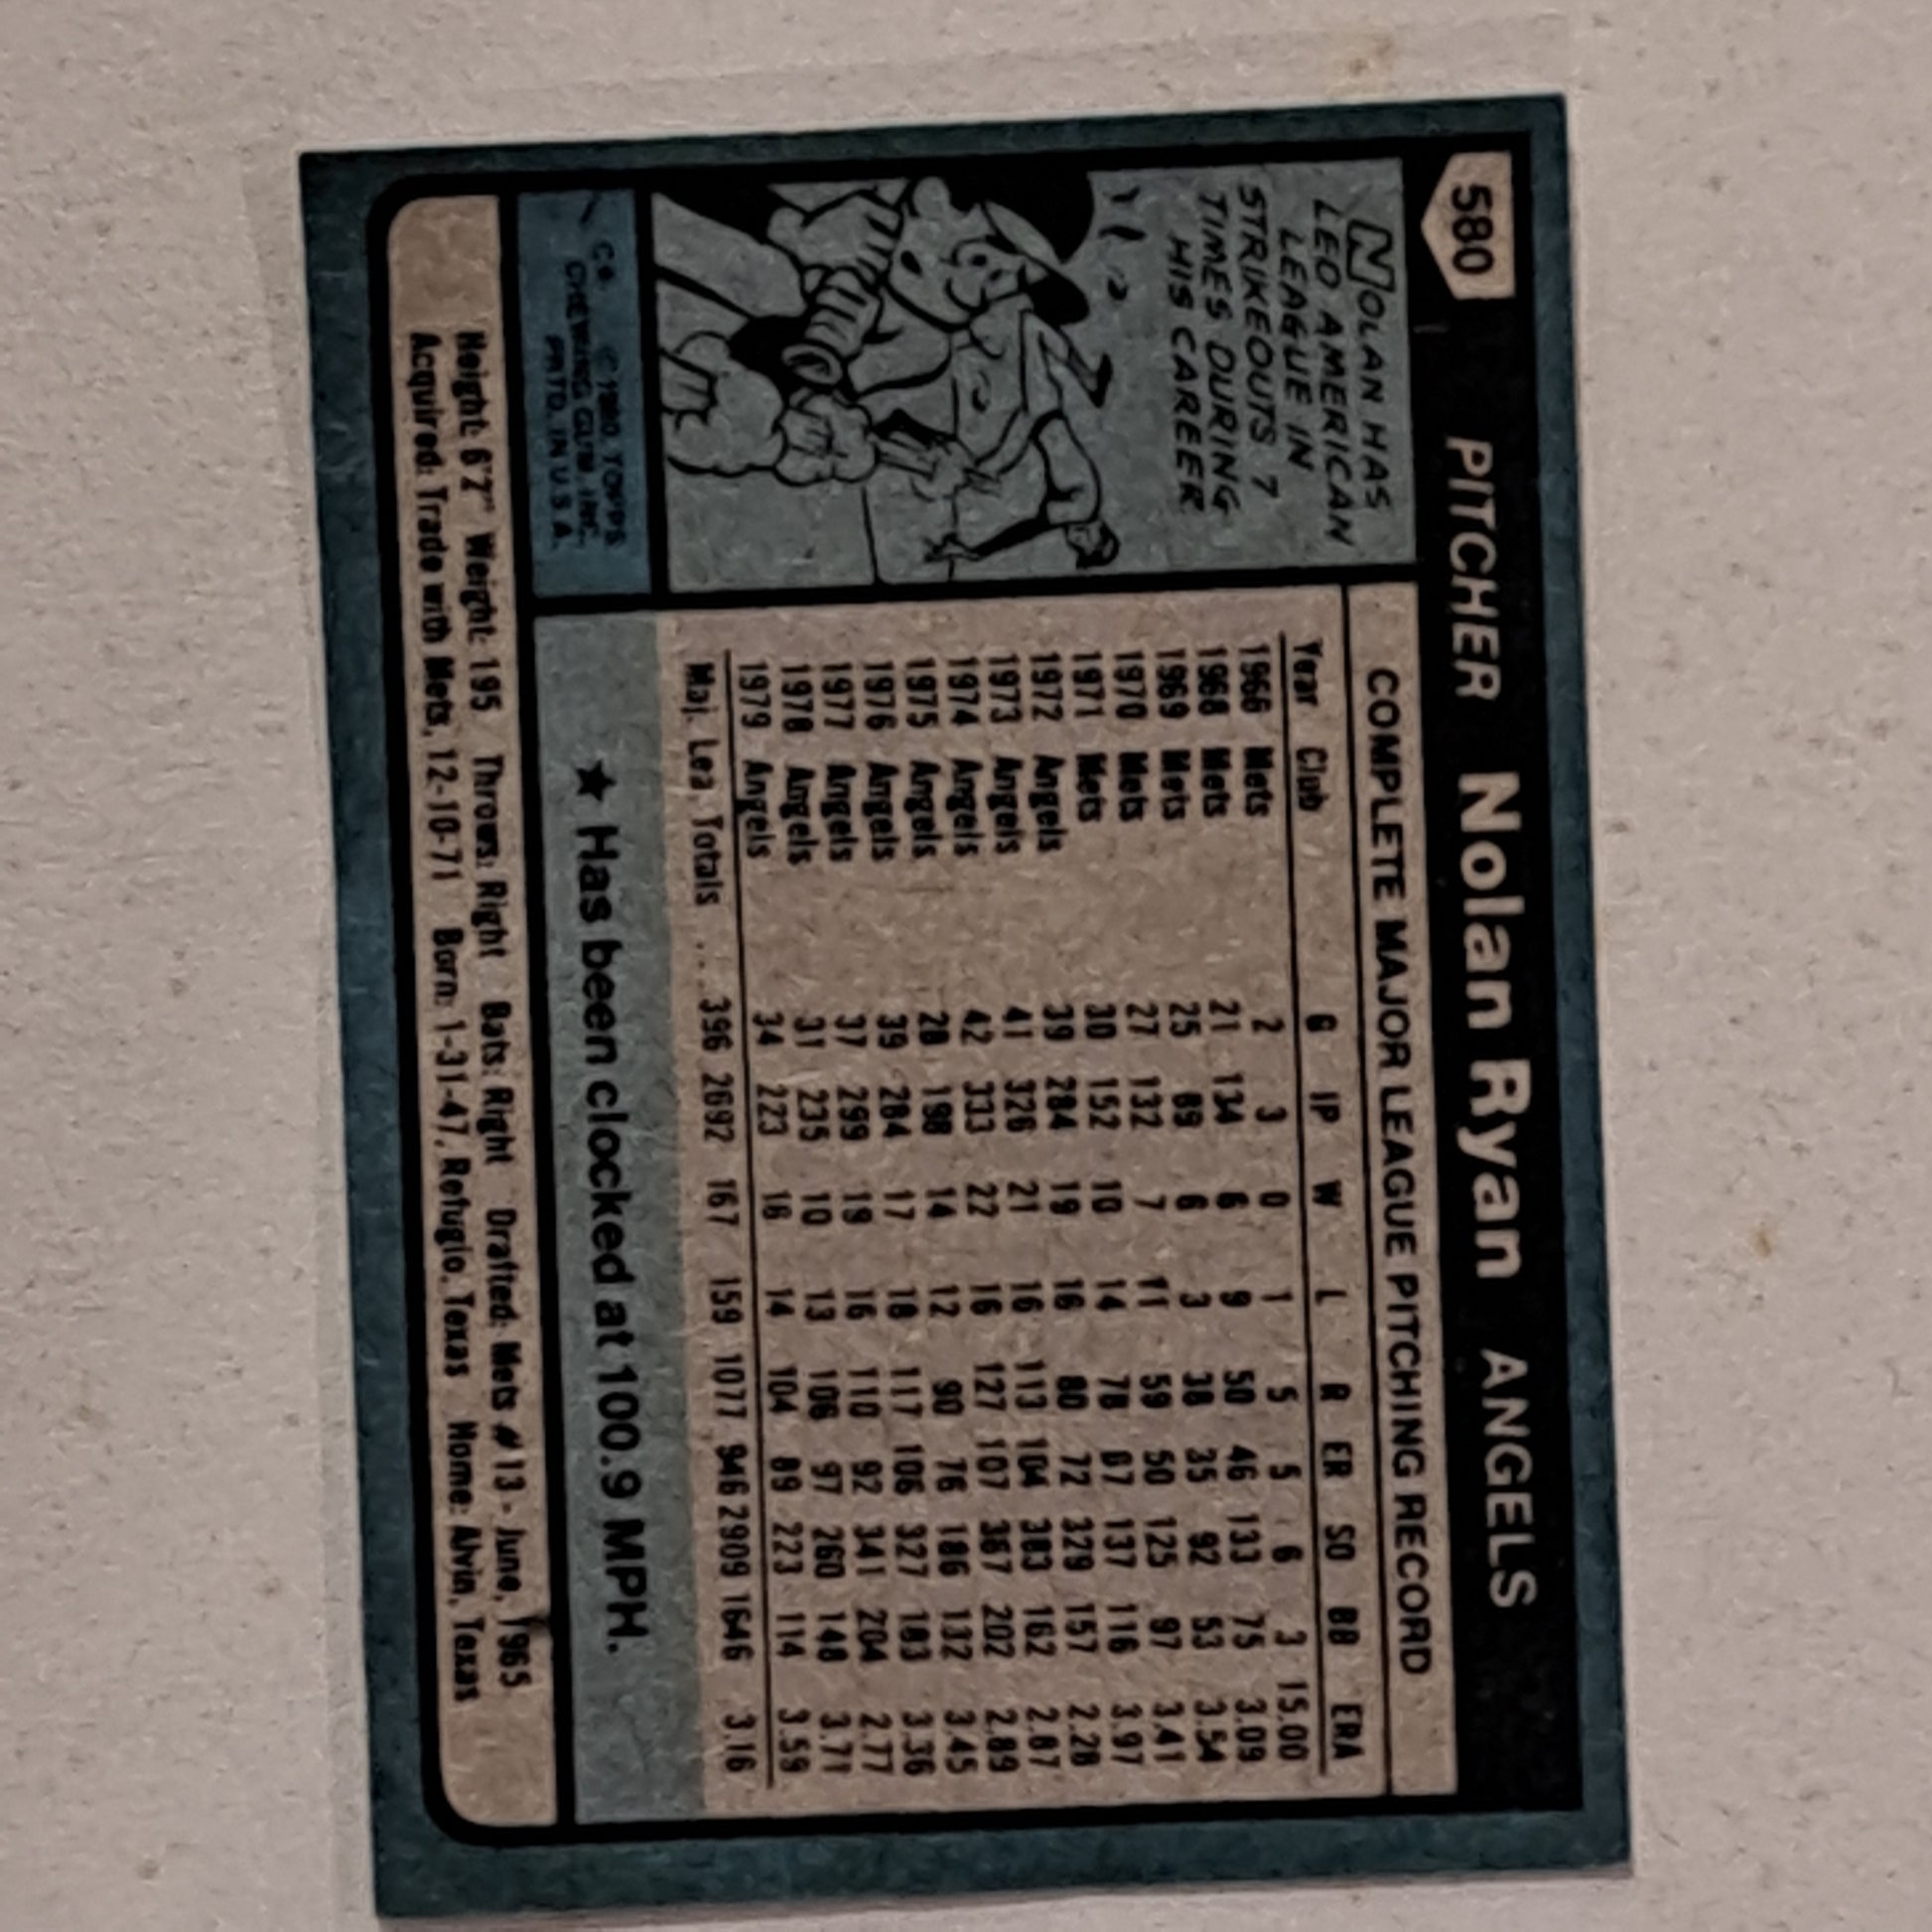 580 PITCHER Nolan Ryan ANGELS
NOLAN HAS
LED AMERICAN
LEAGUE IN
STRIKEOUTS 7
TIMES DURING
HIS CAREER
Co. © 1980 TOPPS
CHEWING GUM, INC.
PRTD. IN U.S.A.
COMPLETE MAJOR LEAGUE PITCHING RECORD
Year Club G IP W L R ER SO BB ERA
1966 Mets 2 3 0 1 5 5 6 3 15.00
1968 Mets 21 134 6 9 50 46 133 75 3.09
1969 Mets 25 89 6 3 38 35 92 53 3.54
1970 Mets 27 132 7 11 59 50 125 97 3.41
1971 Mets 30 152 10 14 78 67 137 116 3.97
1972 Angels 39 284 19 16 80 72 329 157 2.28
1973 Angels 41 326 21 16 113 104 383 162 2.87
1974 Angels 42 333 22 16 127 107 367 202 2.89
1975 Angels 28 198 14 12 90 76 186 132 3.45
1976 Angels 39 284 17 18 117 106 327 183 3.36
1977 Angels 37 299 19 16 110 92 341 204 2.77
1978 Angels 31 235 10 13 106 97 260 148 3.71
1979 Angels 34 223 16 14 104 89 223 114 3.59
Maj. Lea. Totals .... 396 2692 167 159 1077 946 2909 1646 3.16
★ Has been clocked at 100.9 MPH.
Height: 6'2" Weight: 195 Throws: Right Bats: Right Drafted: Mets #13 - June, 1965
Acquired: Trade with Mets, 12-10-71 Born: 1-31-47, Refugio, Texas Home: Alvin, Texas